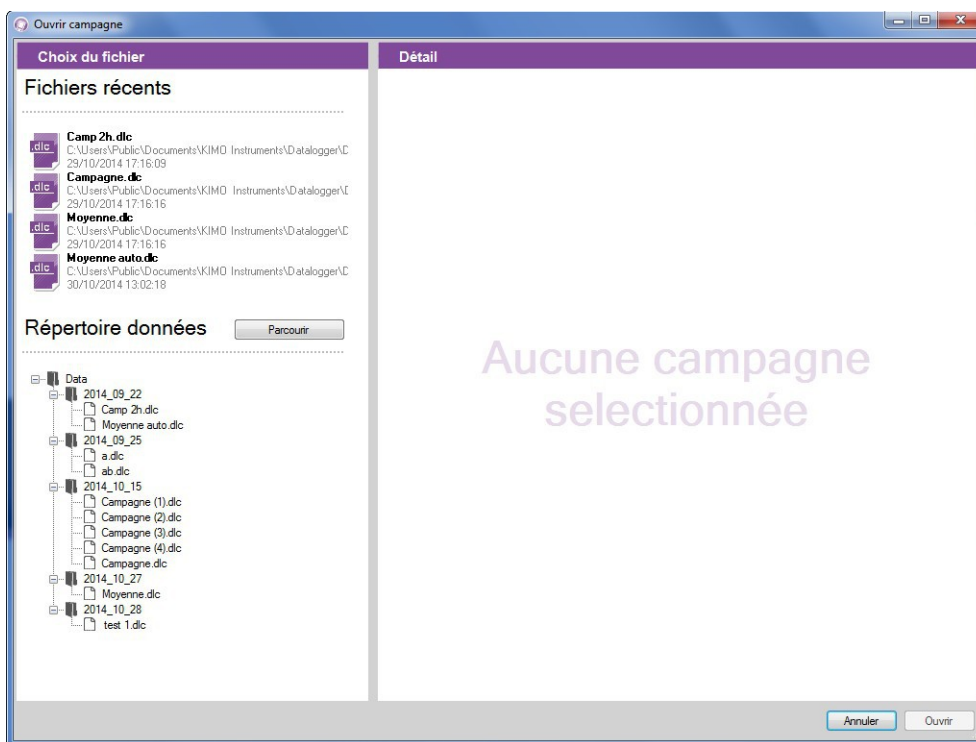 Ouvrir campagne
Choix du fichier
Fichiers récents
.dlc
Camp 2h.dlc
C:\Users\Public\Documents\KIMO Instruments\Datalogger\D
29/10/2014 17:16:09
.dlc
Campagne.dlc
C:\Users\Public\Documents\KIMO Instruments\Datalogger\D
29/10/2014 17:16:16
.dlc
Moyenne.dlc
C:\Users\Public\Documents\KIMO Instruments\Datalogger\D
29/10/2014 17:16:16
.dlc
Moyenne auto.dlc
C:\Users\Public\Documents\KIMO Instruments\Datalogger\D
30/10/2014 13:02:18
Répertoire données
Parcourir
Data
2014_09_22
Camp 2h.dlc
Moyenne auto.dlc
2014_09_25
a.dlc
ab.dlc
2014_10_15
Campagne (1).dlc
Campagne (2).dlc
Campagne (3).dlc
Campagne (4).dlc
Campagne.dlc
2014_10_27
Moyenne.dlc
2014_10_28
test 1.dlc
Détail
Aucune campagne
selectionnée
Annuler
Ouvrir